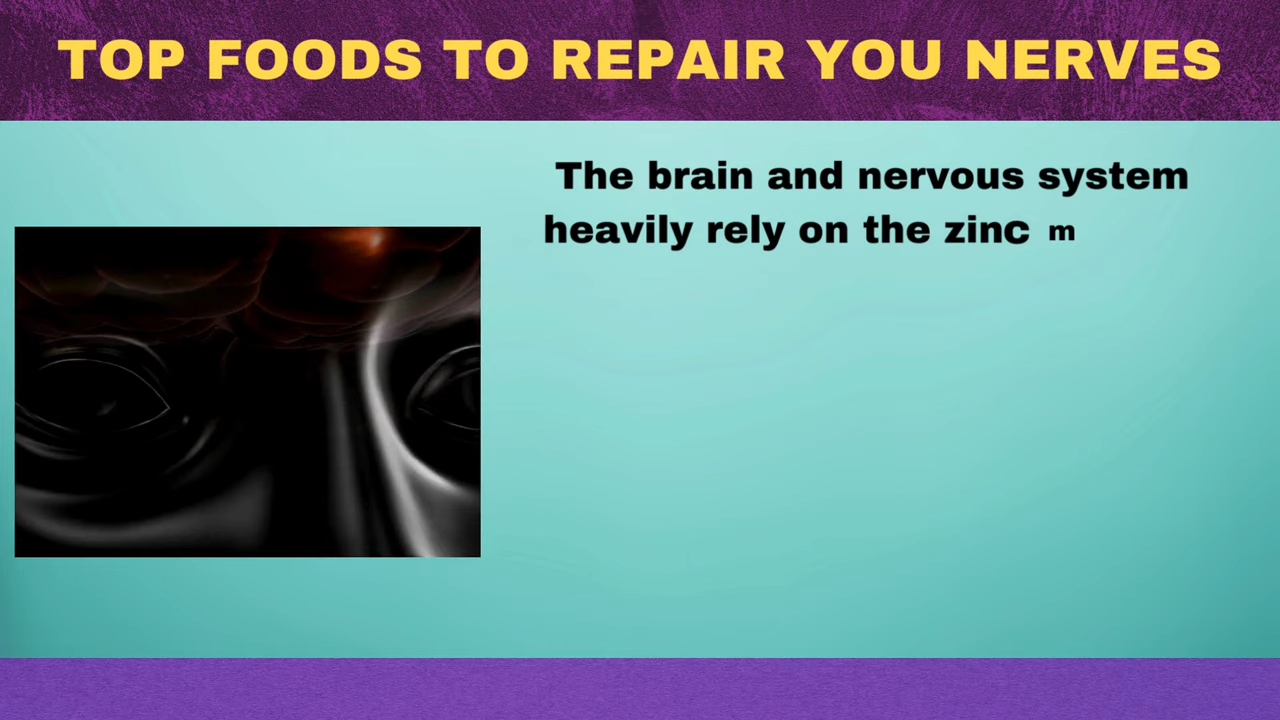 TOP FOODS TO REPAIR YOU NERVES
The brain and nervous system
heavily rely on the zinc m